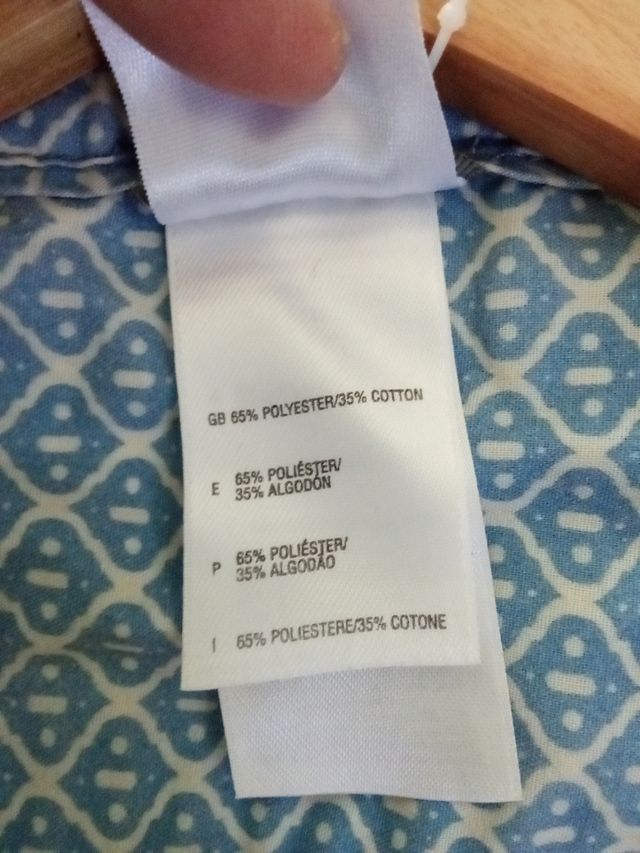 GB 65% POLYESTER/35% COTTON
E 65% POLIÉSTER/
35% ALGODÓN
P 65% POLIÉSTER/
35% ALGODÃO
I 65% POLIESTERE/35% COTONE